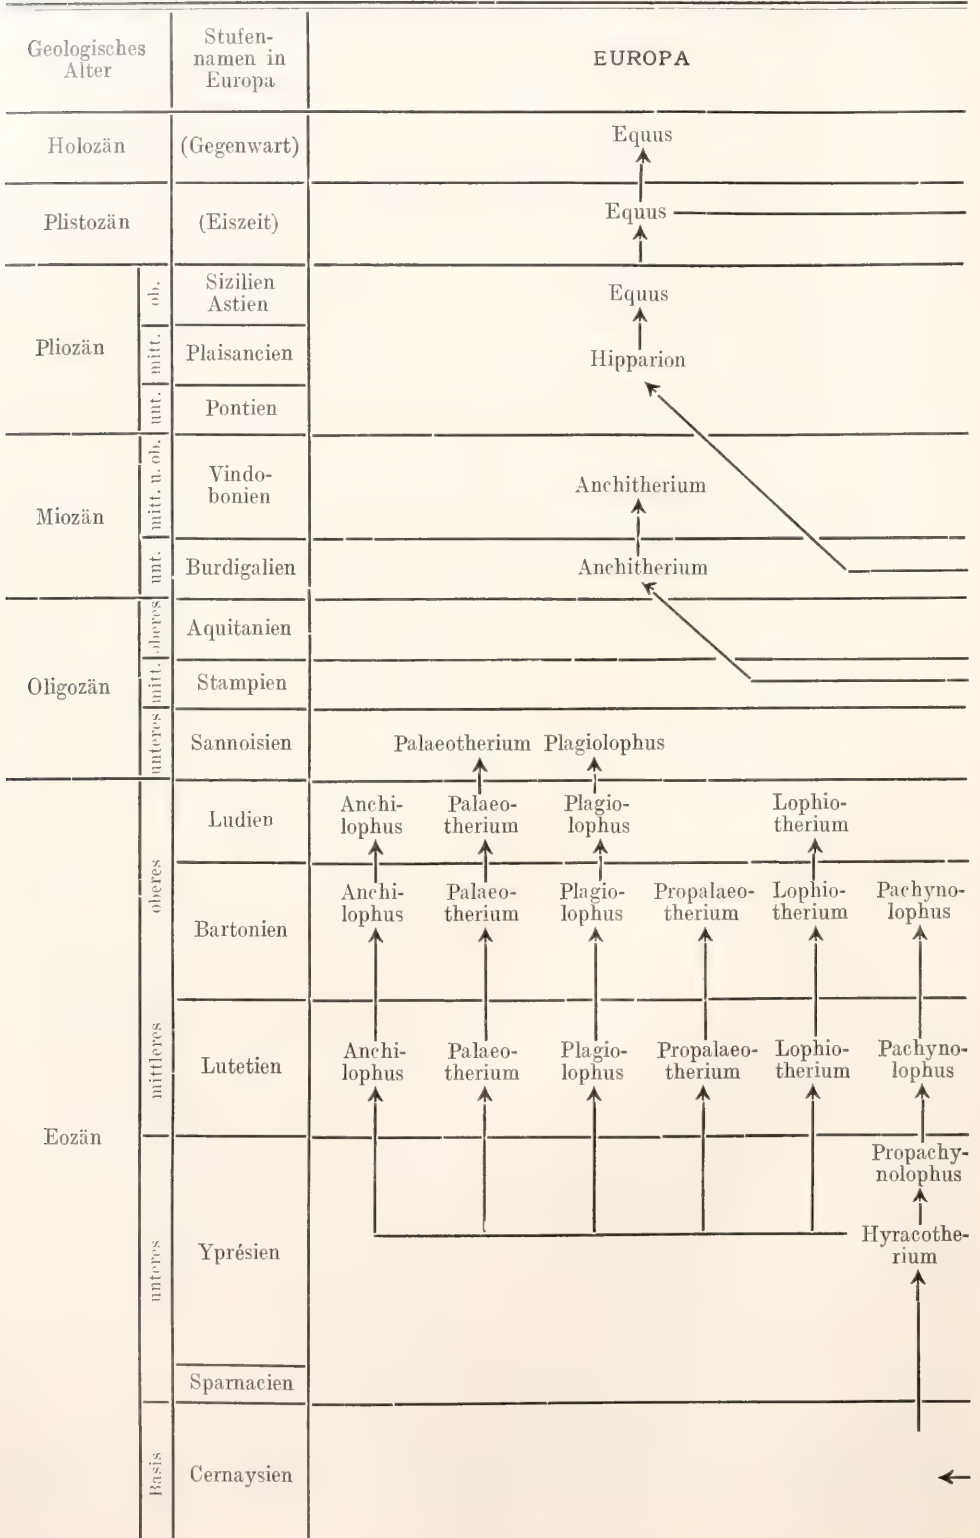 Geologisches
Alter
Stufen-
namen in
Europa
EUROPA
Holozän
(Gegenwart)
Equus
Plistozän
(Eiszeit)
Equus
Pliozän
ob.
Sizilien
Astien
Equus
mitt.
Plaisancien
Hipparion
unt.
Pontien
Miozän
mitt. u. ob.
Vindo-
bonien
Anchitherium
unt.
Burdigalien
Anchitherium
Oligozän
oberes
Aquitanien
mitt.
Stampien
unteres
Sannoisien
Palaeotherium Plagiolophus
Eozän
oberes
Ludien
Anchi-
lophus
Palaeo-
therium
Plagio-
lophus
Lophio-
therium
Bartonien
Anchi-
lophus
Palaeo-
therium
Plagio-
lophus
Propalaeo-
therium
Lophio-
therium
Pachyno-
lophus
mittleres
Lutetien
Anchi-
lophus
Palaeo-
therium
Plagio-
lophus
Propalaeo-
therium
Lophio-
therium
Pachyno-
lophus
unteres
Yprésien
Propachy-
nolophus
Hyracothe-
rium
Sparnacien
Basis
Cernaysien